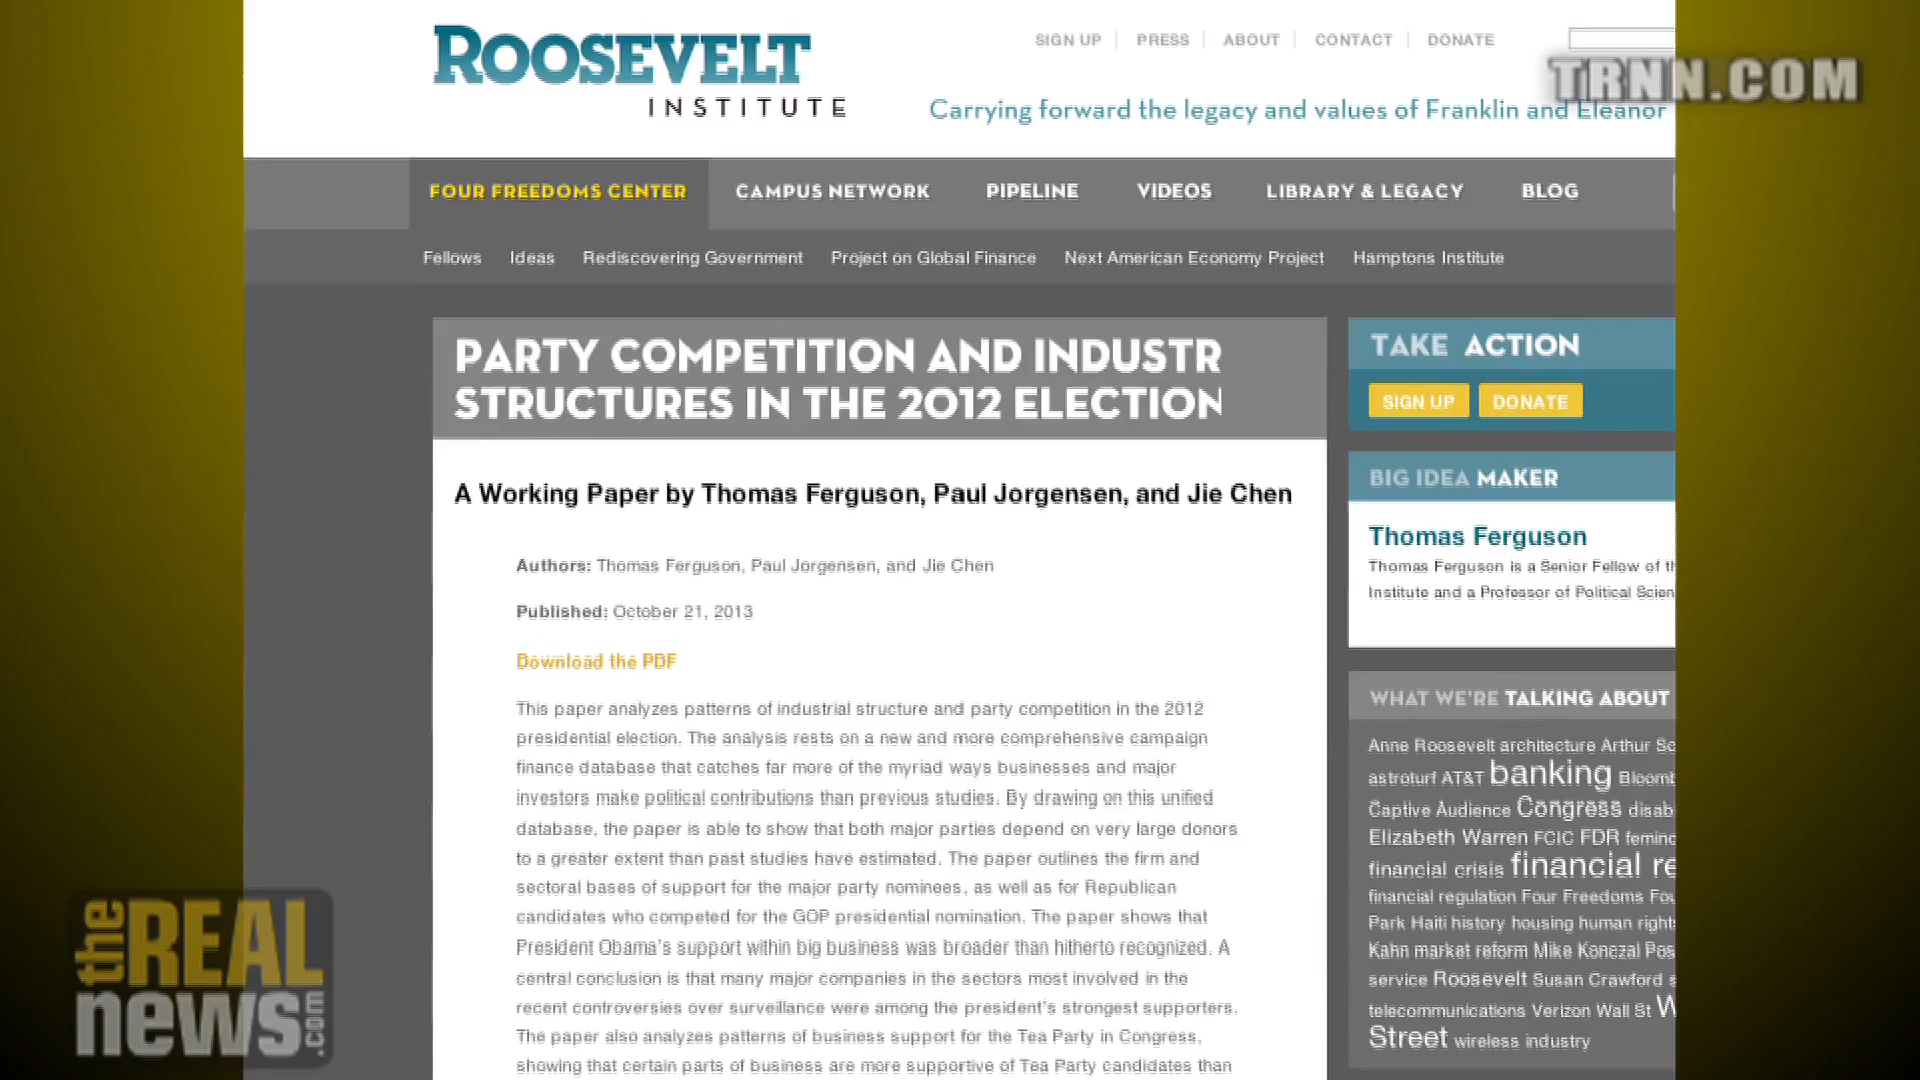 ROOSEVELT
INSTITUTE
SIGN UP PRESS ABOUT CONTACT DONATE
TRNN.COM
Carrying forward the legacy and values of Franklin and Eleanor
FOUR FREEDOMS CENTER CAMPUS NETWORK PIPELINE VIDEOS LIBRARY & LEGACY BLOG
Fellows Ideas Rediscovering Government Project on Global Finance Next American Economy Project Hamptons Institute
PARTY COMPETITION AND INDUSTR
STRUCTURES IN THE 2012 ELECTION
A Working Paper by Thomas Ferguson, Paul Jorgensen, and Jie Chen
Authors: Thomas Ferguson, Paul Jorgensen, and Jie Chen
Published: October 21, 2013
Download the PDF
This paper analyzes patterns of industrial structure and party competition in the 2012
presidential election. The analysis rests on a new and more comprehensive campaign
finance database that catches far more of the myriad ways businesses and major
investors make political contributions than previous studies. By drawing on this unified
database, the paper is able to show that both major parties depend on very large donors
to a greater extent than past studies have estimated. The paper outlines the firm and
sectoral bases of support for the major party nominees, as well as for Republican
candidates who competed for the GOP presidential nomination. The paper shows that
President Obama's support within big business was broader than hitherto recognized. A
central conclusion is that many major companies in the sectors most involved in the
recent controversies over surveillance were among the president's strongest supporters.
The paper also analyzes patterns of business support for the Tea Party in Congress,
showing that certain parts of business are more supportive of Tea Party candidates than
TAKE ACTION
SIGN UP DONATE
BIG IDEA MAKER
Thomas Ferguson
Thomas Ferguson is a Senior Fellow of th
Institute and a Professor of Political Scien
WHAT WE'RE TALKING ABOUT
Anne Roosevelt architecture Arthur Sc
astroturf AT&T banking Bloomb
Captive Audience Congress disab
Elizabeth Warren FCIC FDR feminc
financial crisis financial re
financial regulation Four Freedoms Fou
Park Haiti history housing human rights
Kahn market reform Mike Konczal Pos
service Roosevelt Susan Crawford s
telecommunications Verizon Wall St W
Street wireless industry
the REAL
news.com